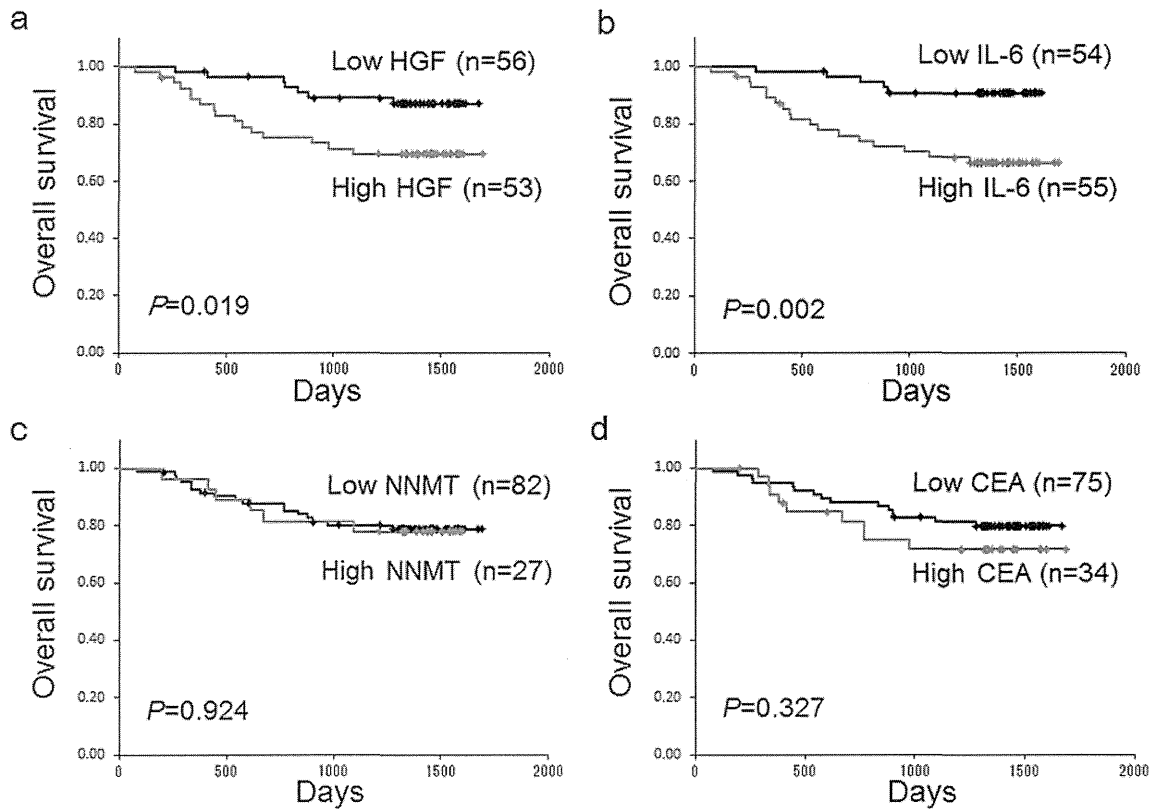 a
Overall survival
1.00
0.80
0.60
0.40
0.20
0.00
Low HGF (n=56)
High HGF (n=53)
P=0.019
0
500
1000
1500
2000
Days
b
Overall survival
1.00
0.80
0.60
0.40
0.20
0.00
Low IL-6 (n=54)
High IL-6 (n=55)
P=0.002
0
500
1000
1500
2000
Days
c
Overall survival
1.00
0.80
0.60
0.40
0.20
0.00
Low NNMT (n=82)
High NNMT (n=27)
P=0.924
0
500
1000
1500
2000
Days
d
Overall survival
1.00
0.80
0.60
0.40
0.20
0.00
Low CEA (n=75)
High CEA (n=34)
P=0.327
0
500
1000
1500
2000
Days